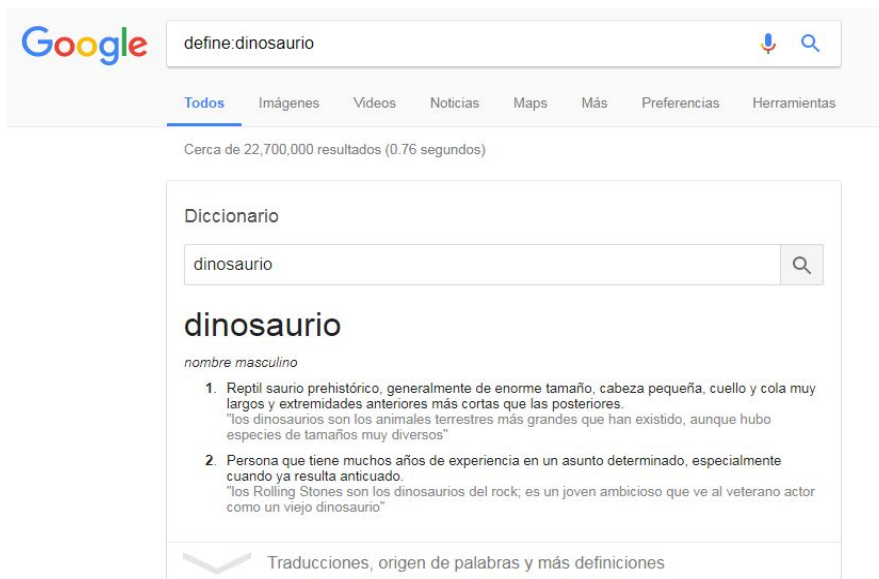 Google
define:dinosaurio
Todos Imágenes Videos Noticias Maps Más Preferencias Herramientas
Cerca de 22,700,000 resultados (0.76 segundos)
Diccionario
dinosaurio
dinosaurio
nombre masculino
1. Reptil saurio prehistórico, generalmente de enorme tamaño, cabeza pequeña, cuello y cola muy
largos y extremidades anteriores más cortas que las posteriores.
"los dinosaurios son los animales terrestres más grandes que han existido, aunque hubo
especies de tamaños muy diversos"
2. Persona que tiene muchos años de experiencia en un asunto determinado, especialmente
cuando ya resulta anticuado.
"los Rolling Stones son los dinosaurios del rock; es un joven ambicioso que ve al veterano actor
como un viejo dinosaurio"
Traducciones, origen de palabras y más definiciones